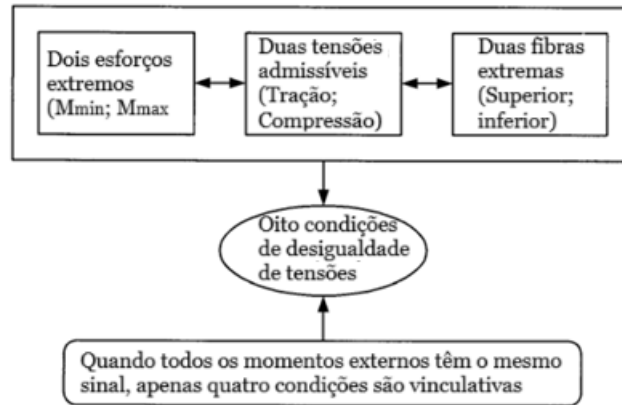 Dois esforços
extremos
(Mmin; Mmax
Duas tensões
admissíveis
(Tração;
Compressão)
Duas fibras
extremas
(Superior;
inferior)
Oito condições
de desigualdade
de tensões
Quando todos os momentos externos têm o mesmo
sinal, apenas quatro condições são vinculativas